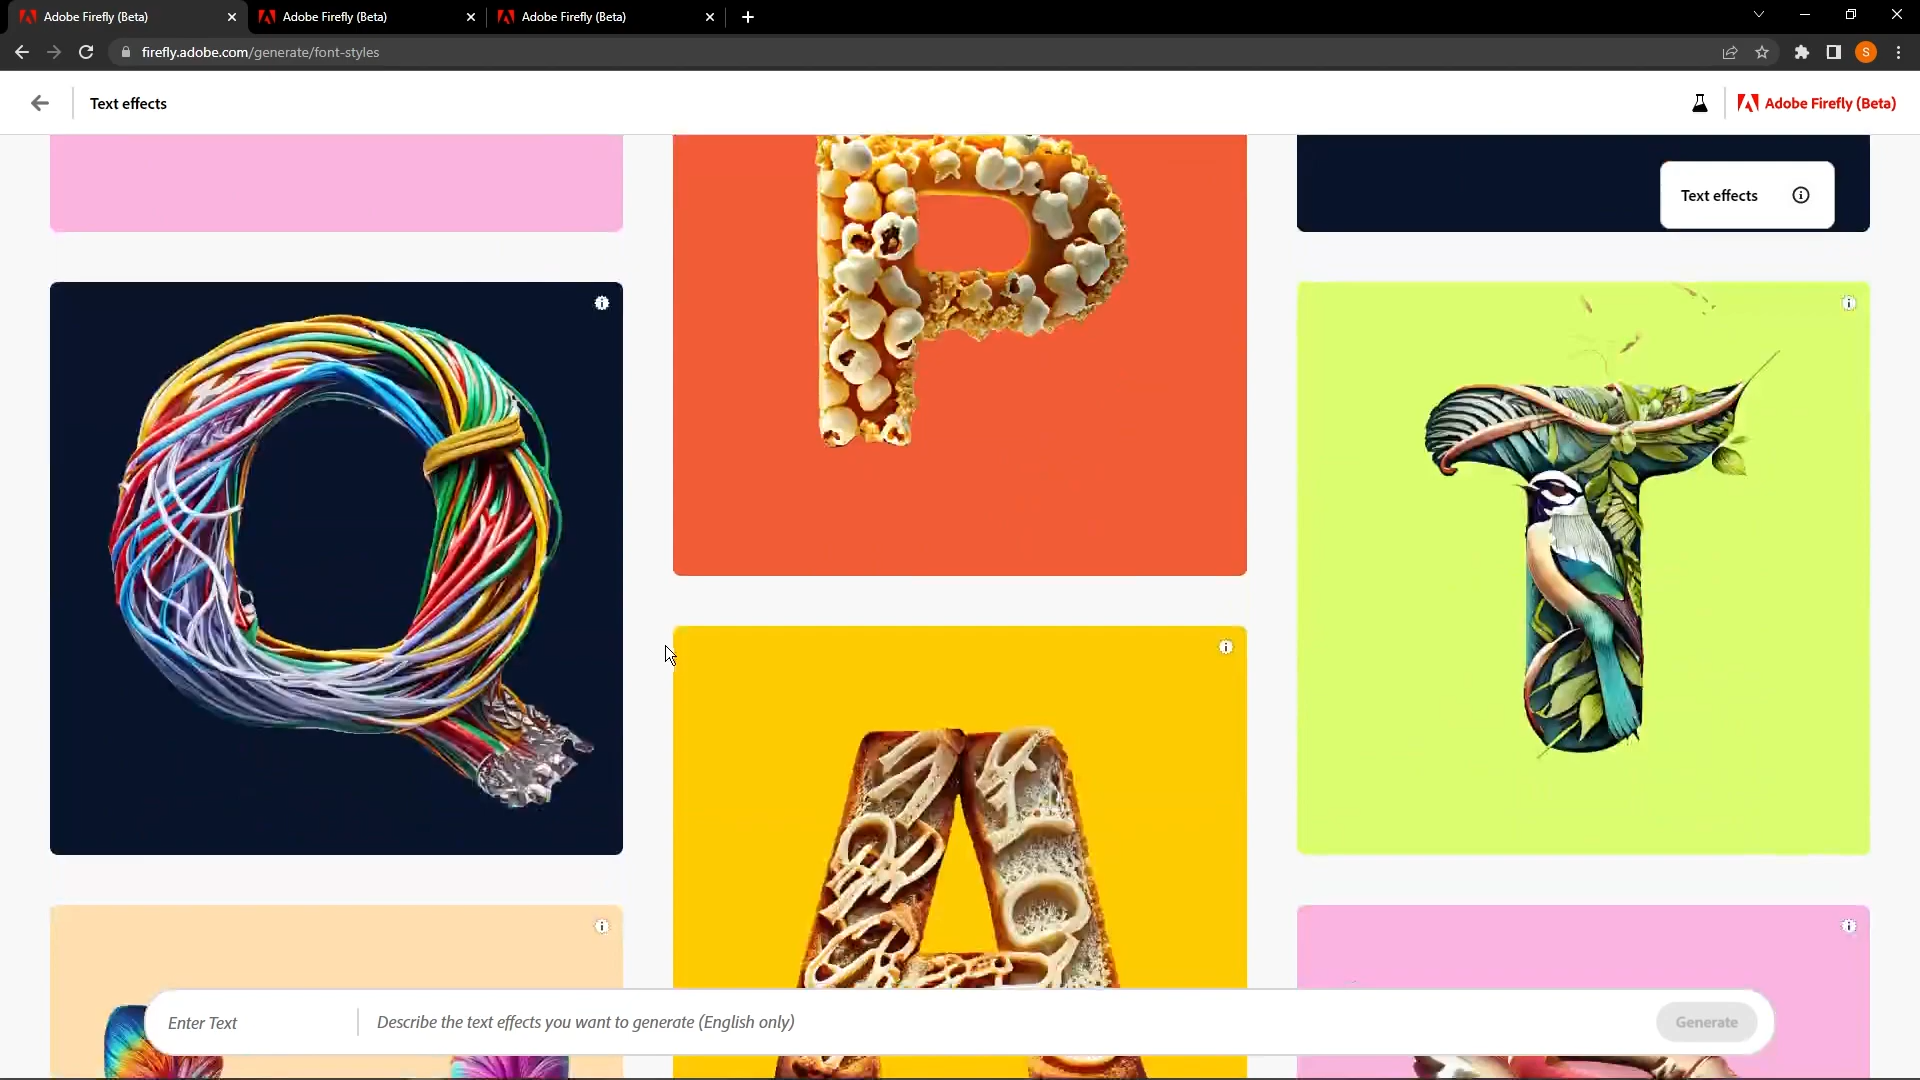 Adobe Firefly (Beta)
Adobe Firefly (Beta)
Adobe Firefly (Beta)
firefly.adobe.com/generate/font-styles
S
Text effects
Adobe Firefly (Beta)
P
Text effects
Q
T
A
Enter Text
Describe the text effects you want to generate (English only)
Generate